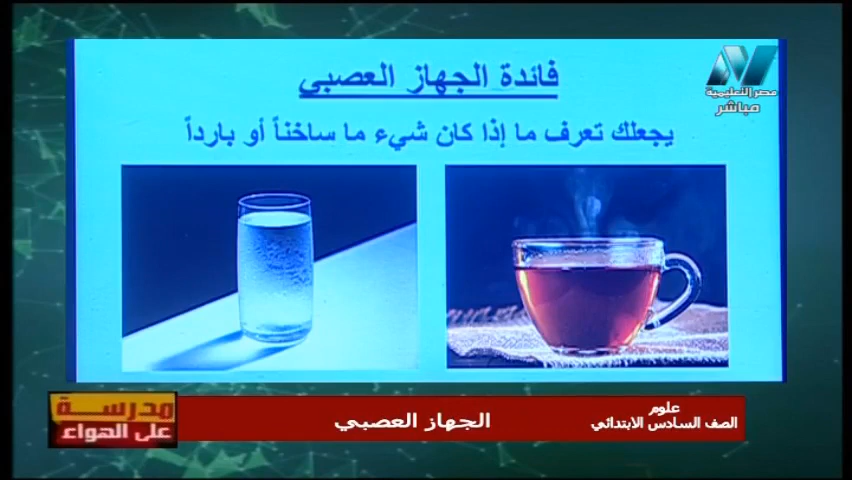 فائدة الجهاز العصبي
مصر التعليمية
مباشر
يجعلك تعرف ما إذا كان شيء ما ساخناً أو بارداً
علوم
الصف السادس الابتدائي
الجهاز العصبي
مدرسة
على الهواء